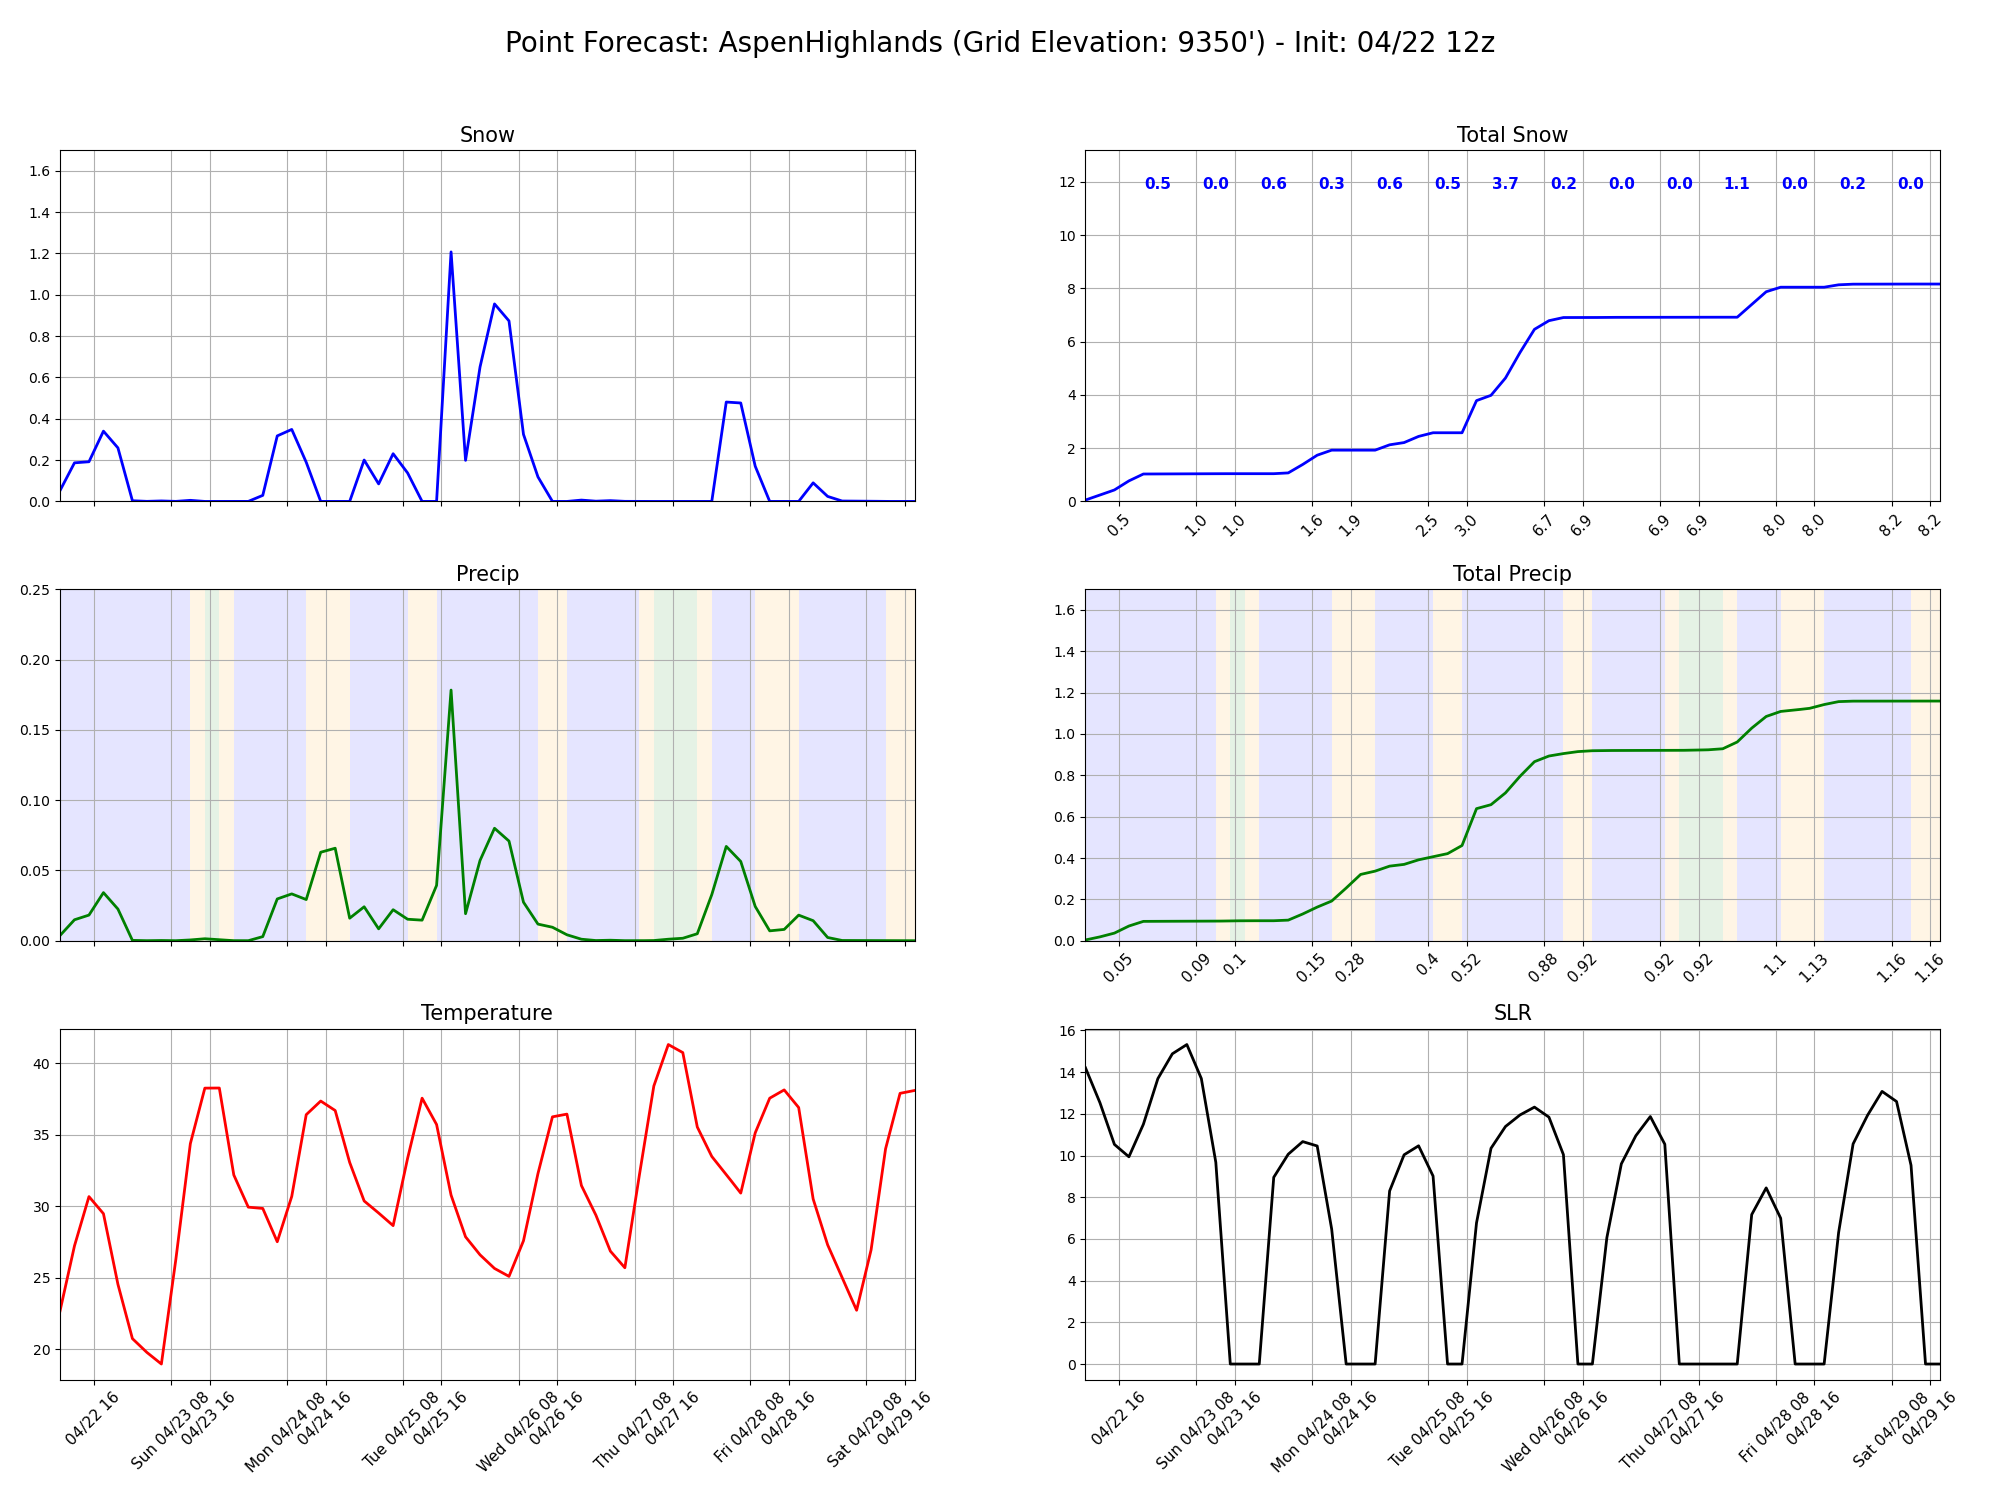 Point Forecast: AspenHighlands (Grid Elevation: 9350') - Init: 04/22 12z
Snow
1.6
1.4
1.2
1.0
0.8
0.6
0.4
0.2
0.0
Total Snow
0.5 0.0 0.6 0.3 0.6 0.5 3.7 0.2 0.0 0.0 1.1 0.0 0.2 0.0
12
10
8
6
4
2
0
0.5 1.0 1.0 1.6 1.9 2.5 3.0 6.7 6.9 6.9 6.9 8.0 8.0 8.2 8.2
Precip
0.25
0.20
0.15
0.10
0.05
0.00
Total Precip
1.6
1.4
1.2
1.0
0.8
0.6
0.4
0.2
0.0
0.05 0.09 0.1 0.15 0.28 0.4 0.52 0.88 0.92 0.92 0.92 1.1 1.13 1.16 1.16
Temperature
40
35
30
25
20
04/22 16
Sun 04/23 08
04/23 16
Mon 04/24 08
04/24 16
Tue 04/25 08
04/25 16
Wed 04/26 08
04/26 16
Thu 04/27 08
04/27 16
Fri 04/28 08
04/28 16
Sat 04/29 08
04/29 16
SLR
16
14
12
10
8
6
4
2
0
04/22 16
Sun 04/23 08
04/23 16
Mon 04/24 08
04/24 16
Tue 04/25 08
04/25 16
Wed 04/26 08
04/26 16
Thu 04/27 08
04/27 16
Fri 04/28 08
04/28 16
Sat 04/29 08
04/29 16